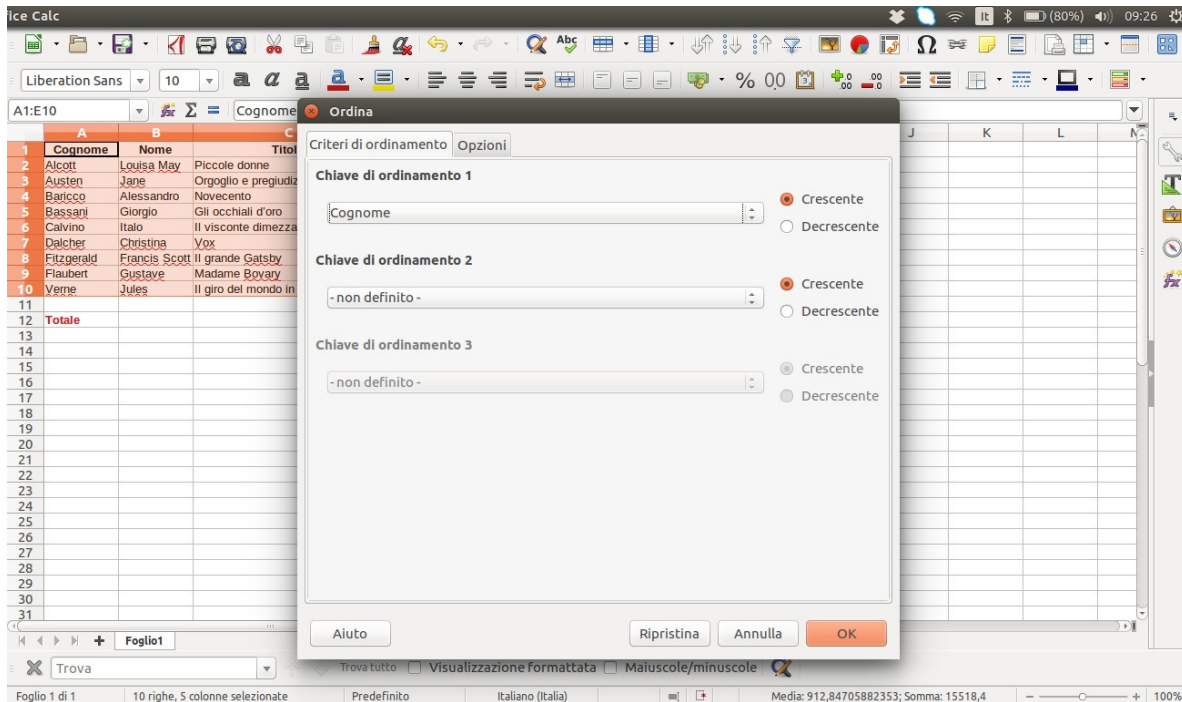 ice Calc
It (80%) 09:26
Liberation Sans 10
A1:E10 Cognome
Ordina
A B C J K L
1 Cognome Nome Titol
2 Alcott Louisa May Piccole donne
3 Austen Jane Orgoglio e pregiudiz
4 Baricco Alessandro Novecento
5 Bassani Giorgio Gli occhiali d'oro
6 Calvino Italo Il visconte dimezza
7 Dalcher Christina Vox
8 Fitzgerald Francis Scott Il grande Gatsby
9 Flaubert Gustave Madame Bovary
10 Verne Jules Il giro del mondo in
11
12 Totale
13
14
15
16
17
18
19
20
21
22
23
24
25
26
27
28
29
30
31
Criteri di ordinamento Opzioni
Chiave di ordinamento 1
Cognome
Crescente
Decrescente
Chiave di ordinamento 2
- non definito -
Crescente
Decrescente
Chiave di ordinamento 3
- non definito -
Crescente
Decrescente
Aiuto Ripristina Annulla OK
Foglio1
Trova Trova tutto Visualizzazione formattata Maiuscole/minuscole
Foglio 1 di 1 10 righe, 5 colonne selezionate Predefinito Italiano (Italia) Media: 912,84705882353; Somma: 15518,4 100%